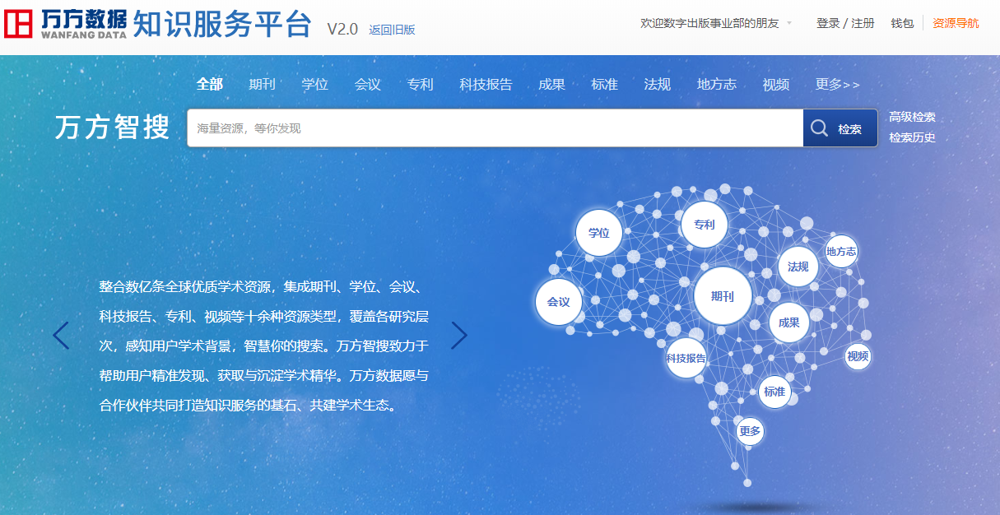 万方数据
WANFANG DATA
知识服务平台
V2.0
返回旧版
欢迎数字出版事业部的朋友
登录 / 注册
钱包
资源导航
全部 期刊 学位 会议 专利 科技报告 成果 标准 法规 地方志 视频 更多>>
万方智搜
海量资源，等你发现
检索
高级检索
检索历史
整合数亿条全球优质学术资源，集成期刊、学位、会议、
科技报告、专利、视频等十余种资源类型，覆盖各研究层
次，感知用户学术背景，智慧你的搜索。万方智搜致力于
帮助用户精准发现、获取与沉淀学术精华。万方数据愿与
合作伙伴共同打造知识服务的基石、共建学术生态。
学位
专利
地方志
法规
会议
期刊
成果
科技报告
视频
标准
更多